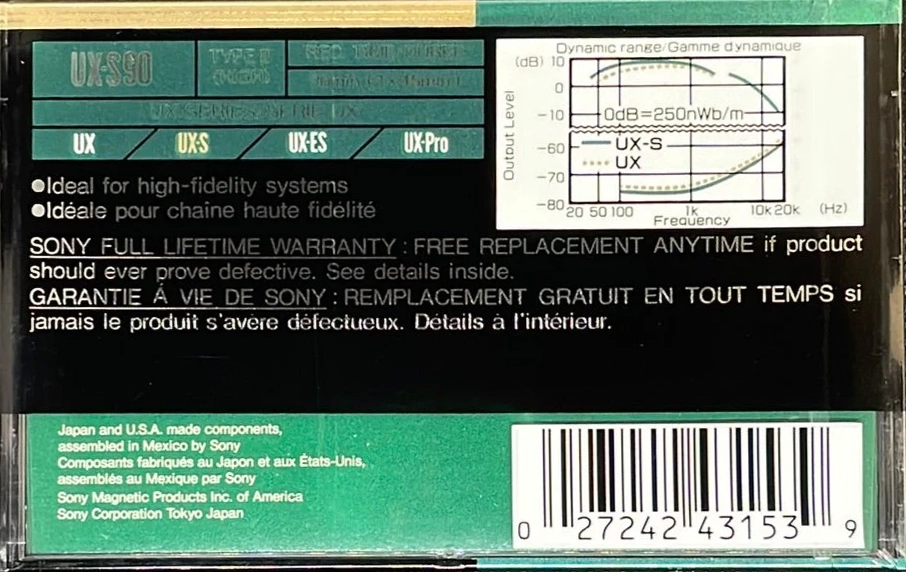 UX-S90
TYPE II
(HIGH)
UX SERIES/SÉRIE UX
UX / UX-S / UX-ES / UX-Pro
●Ideal for high-fidelity systems
●Idéale pour chaîne haute fidélité
Dynamic range/Gamme dynamique
(dB) 10
0
-10
0dB=250nWb/m
Output Level
-60
UX-S
UX
-70
-80
20 50 100 1k 10k 20k (Hz)
Frequency
SONY FULL LIFETIME WARRANTY : FREE REPLACEMENT ANYTIME if product
should ever prove defective. See details inside.
GARANTIE À VIE DE SONY : REMPLACEMENT GRATUIT EN TOUT TEMPS si
jamais le produit s'avère défectueux. Détails à l'intérieur.
Japan and U.S.A. made components,
assembled in Mexico by Sony
Composants fabriqués au Japon et aux États-Unis,
assemblés au Mexique par Sony
Sony Magnetic Products Inc. of America
Sony Corporation Tokyo Japan
0 27242 43153 9